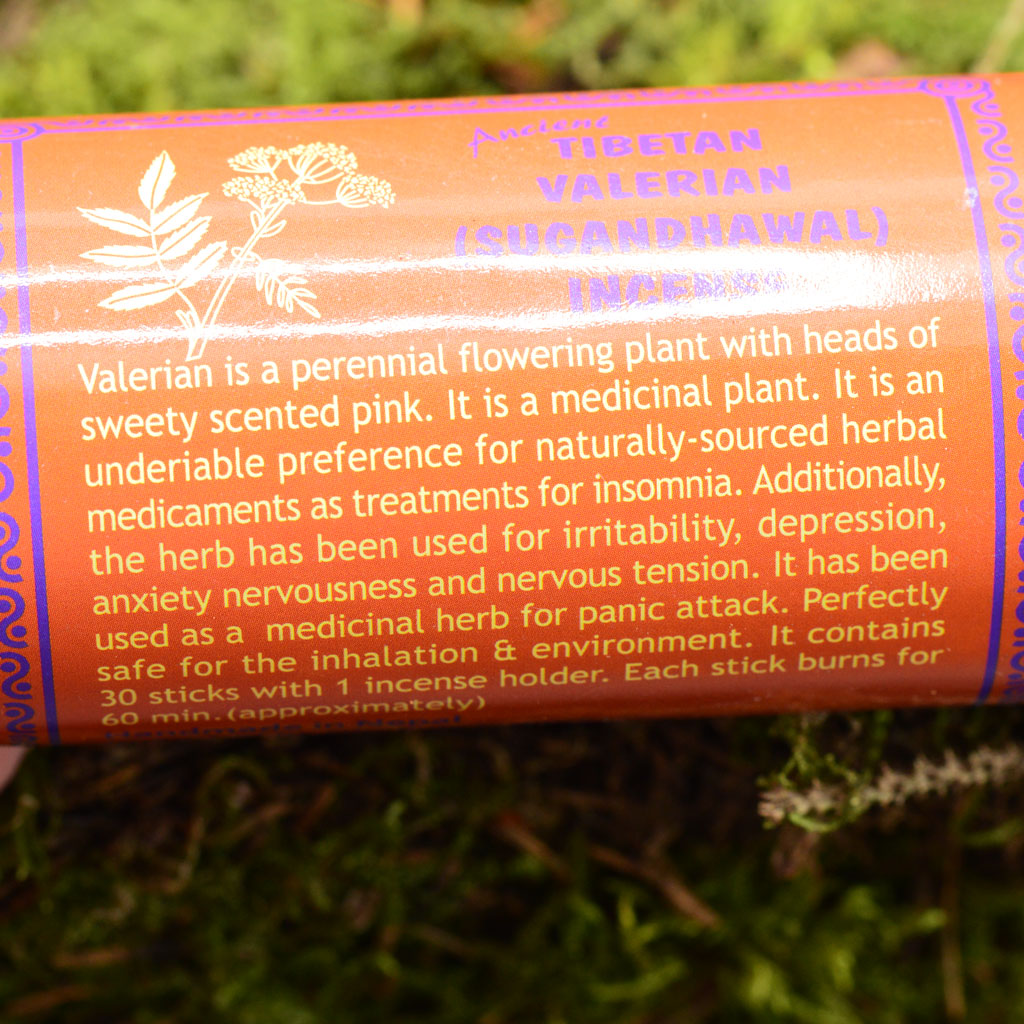 Ancient
TIBETAN
VALERIAN
(SUGANDHAWAL)
INCENSE
Valerian is a perennial flowering plant with heads of
sweety scented pink. It is a medicinal plant. It is an
underiable preference for naturally-sourced herbal
medicaments as treatments for insomnia. Additionally,
the herb has been used for irritability, depression,
anxiety nervousness and nervous tension. It has been
used as a medicinal herb for panic attack. Perfectly
safe for the inhalation & environment. It contains
30 sticks with 1 incense holder. Each stick burns for
60 min.(approximately)
Handmade in Nepal